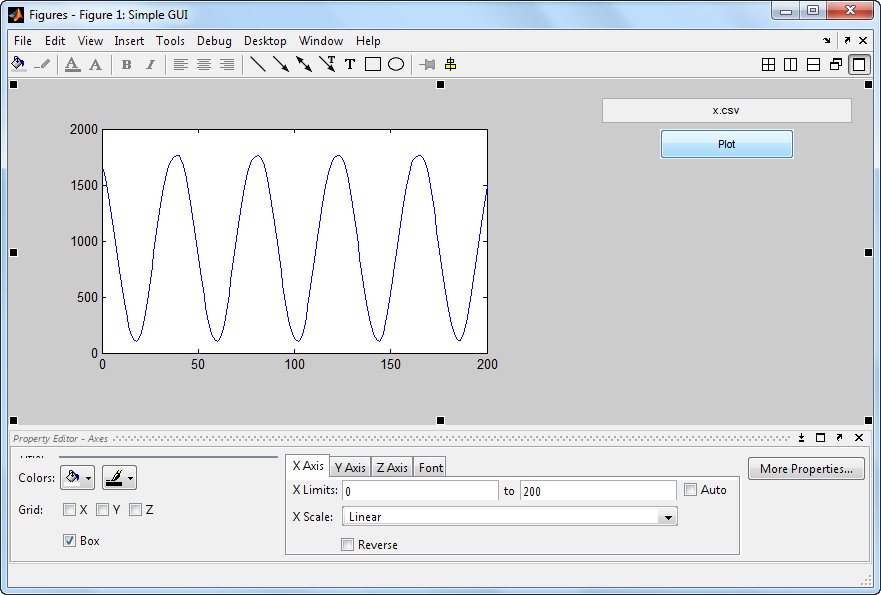 Figures - Figure 1: Simple GUI
File Edit View Insert Tools Debug Desktop Window Help
A A B I T T
x.csv
Plot
2000
1500
1000
500
0
0 50 100 150 200
Property Editor - Axes
Colors:
Grid: X Y Z
Box
X Axis Y Axis Z Axis Font
X Limits: 0 to 200 Auto
X Scale: Linear
Reverse
More Properties...